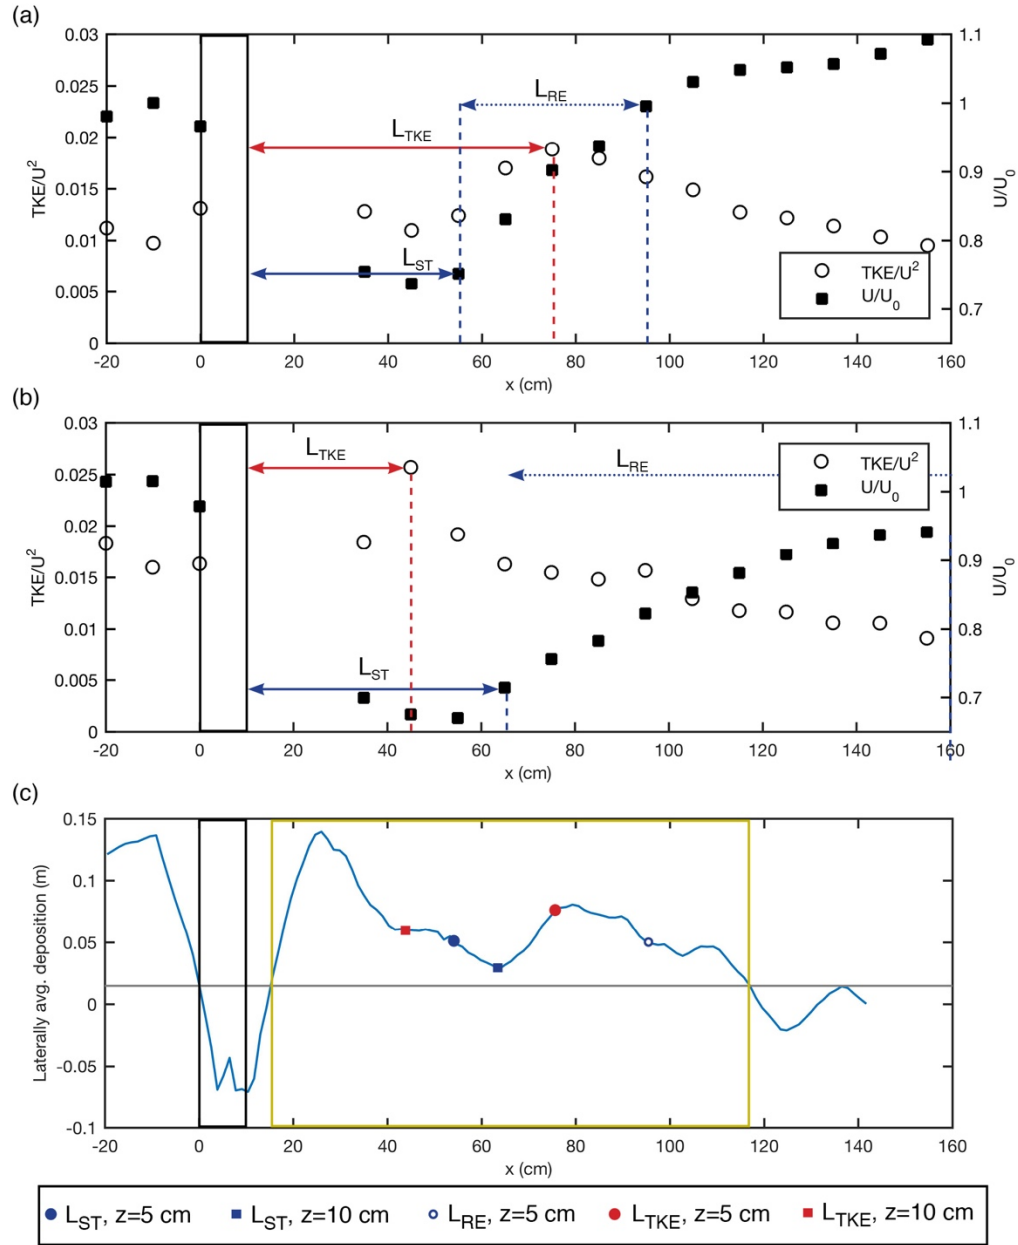 (a)
0.03
0.025
0.02
0.015
0.01
0.005
0
TKE/U²
1.1
1
0.9
0.8
0.7
U/U₀
L_RE
L_TKE
L_ST
TKE/U²
U/U₀
-20 0 20 40 60 80 100 120 140 160
x (cm)
(b)
0.03
0.025
0.02
0.015
0.01
0.005
0
TKE/U²
1.1
1
0.9
0.8
0.7
U/U₀
L_TKE
L_RE
L_ST
TKE/U²
U/U₀
-20 0 20 40 60 80 100 120 140 160
x (cm)
(c)
0.15
0.1
0.05
0
-0.05
-0.1
Laterally avg. deposition (m)
-20 0 20 40 60 80 100 120 140 160
x (cm)
L_ST, z=5 cm L_ST, z=10 cm L_RE, z=5 cm L_TKE, z=5 cm L_TKE, z=10 cm